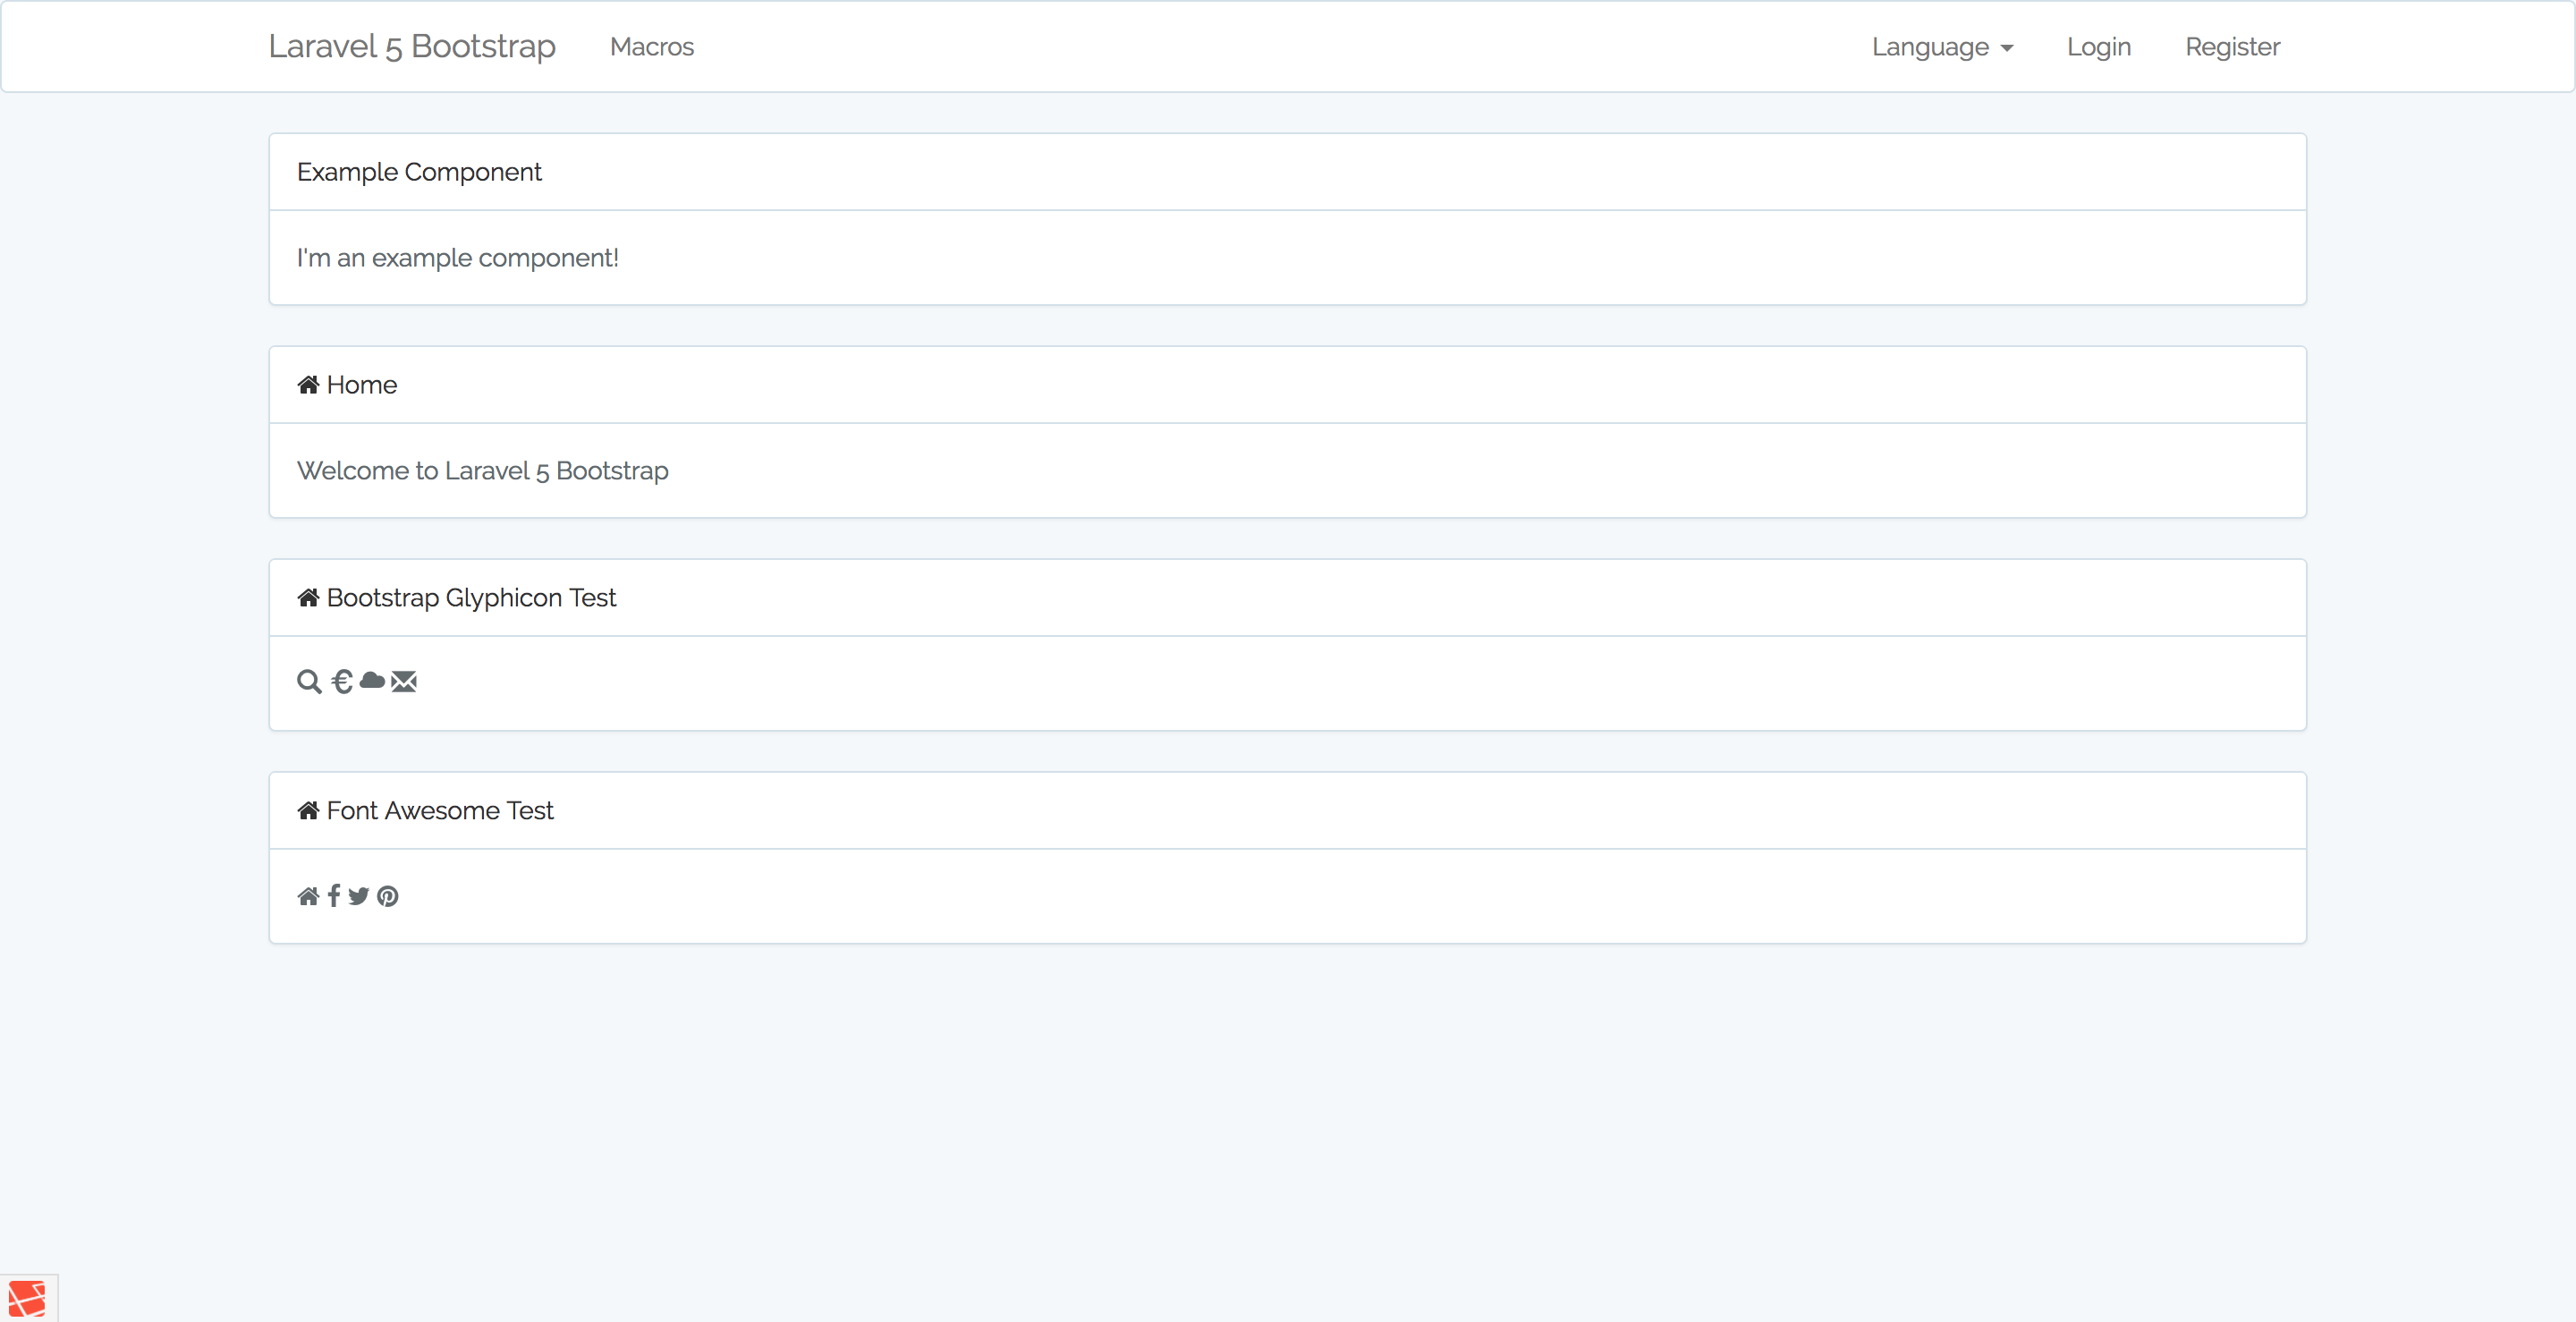 Laravel 5 Bootstrap Macros Language Login Register
Example Component
I'm an example component!
Home
Welcome to Laravel 5 Bootstrap
Bootstrap Glyphicon Test
€
Font Awesome Test